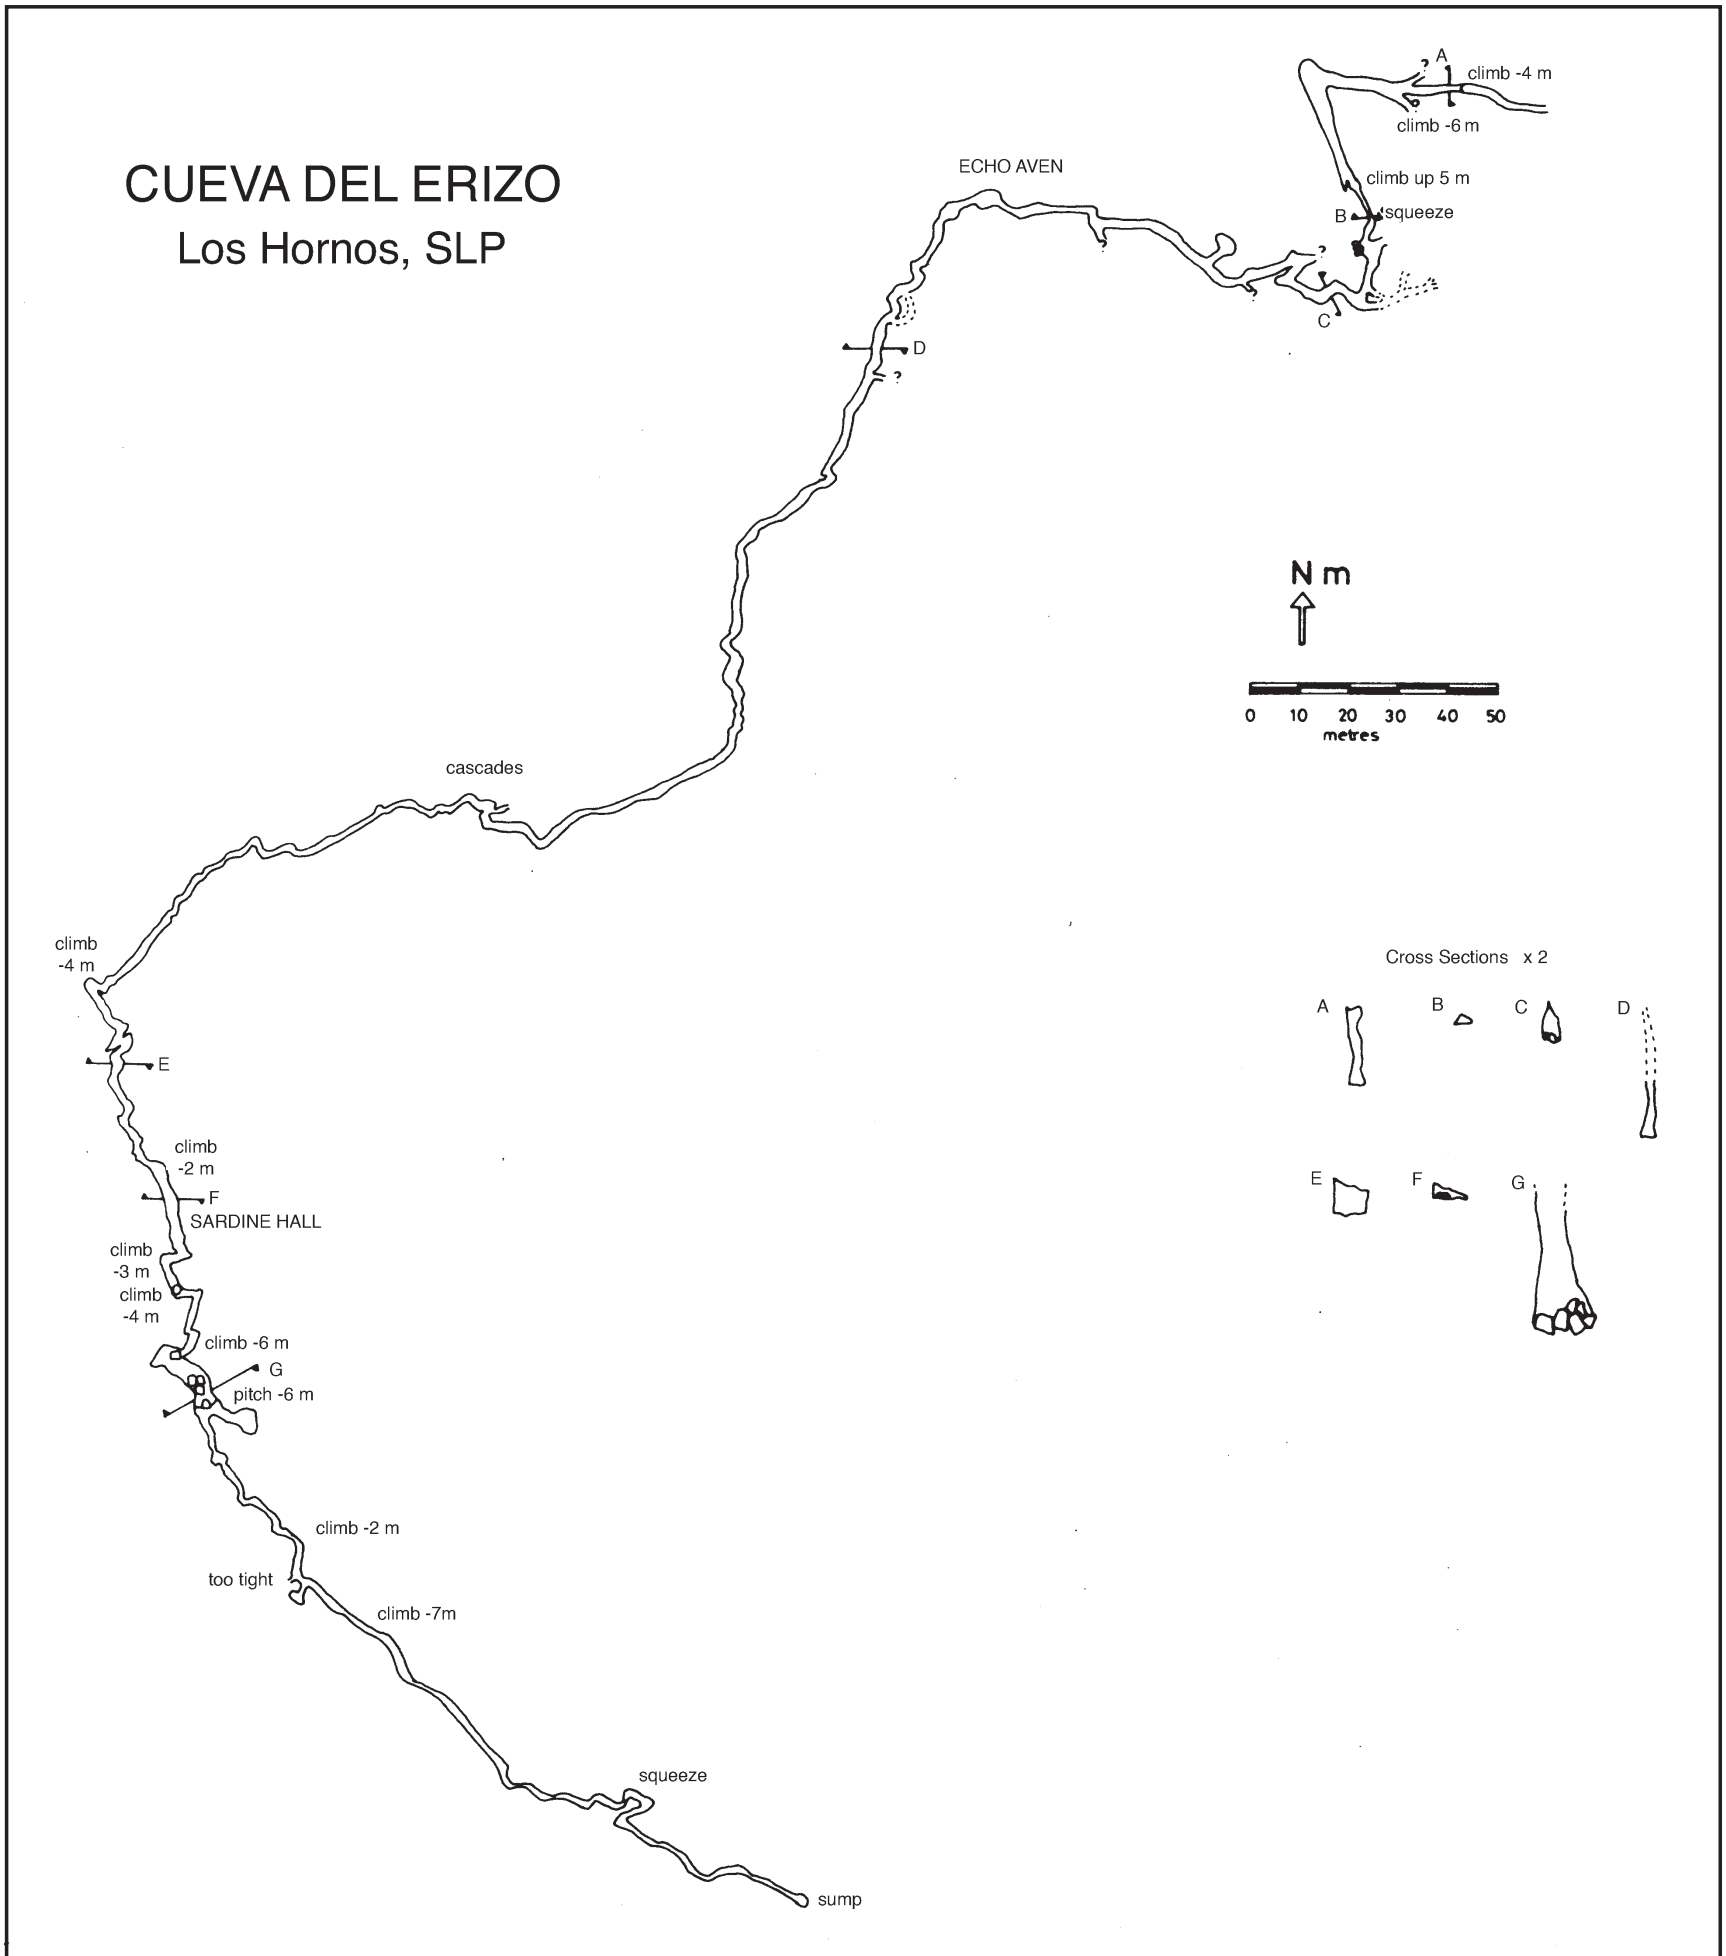 CUEVA DEL ERIZO
Los Hornos, SLP
A
?
climb -4 m
climb -6 m
ECHO AVEN
climb up 5 m
B
squeeze
?
?
?
C
D
?
N m
0 10 20 30 40 50
metres
cascades
climb
-4 m
Cross Sections x 2
A
B
C
D
E
climb
-2 m
F
SARDINE HALL
E
F
G
climb
-3 m
climb
-4 m
climb -6 m
G
pitch -6 m
climb -2 m
too tight
climb -7m
squeeze
sump